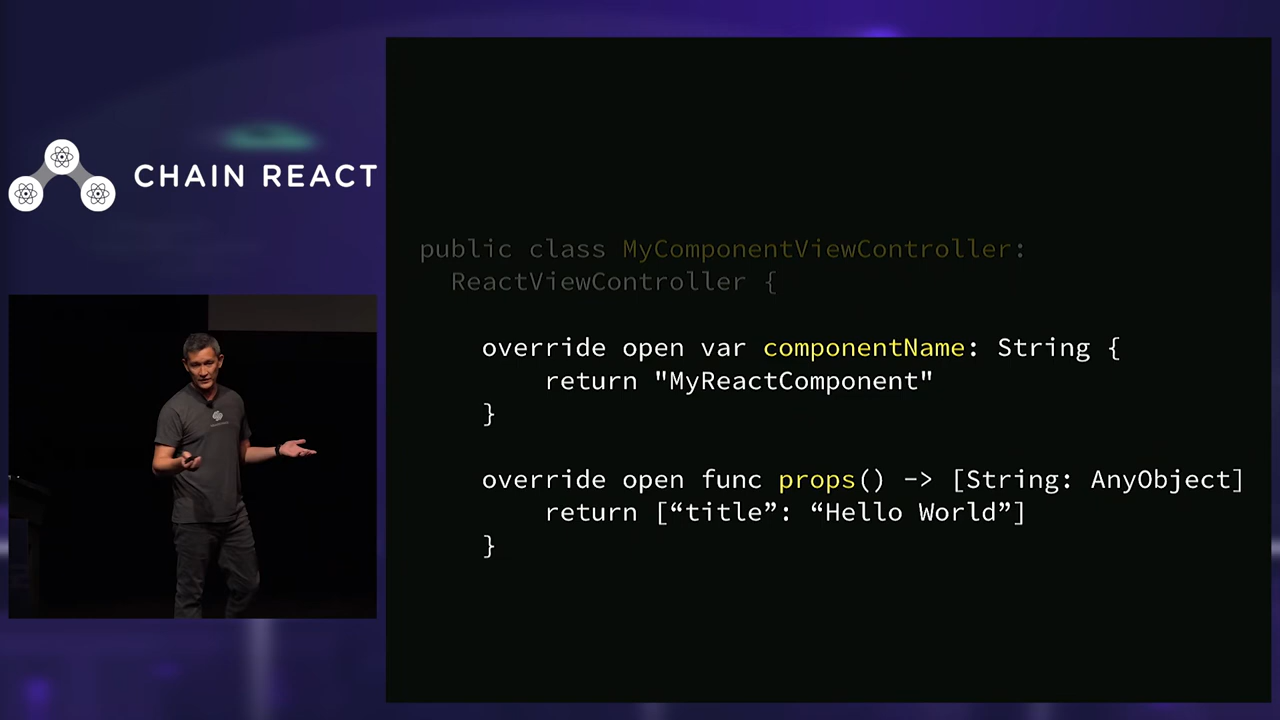 CHAIN REACT
public class MyComponentViewController:
ReactViewController {
override open var componentName: String {
return "MyReactComponent"
}
override open func props() -> [String: AnyObject]
return [“title”: “Hello World”]
}